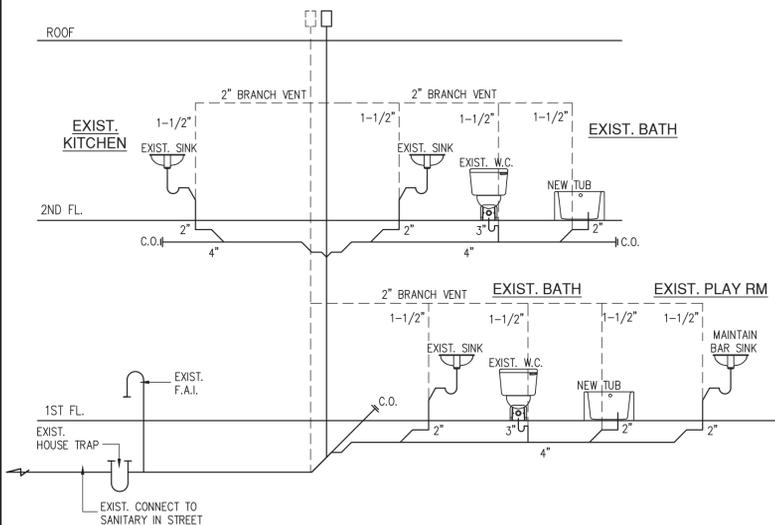 ROOF
2" BRANCH VENT
2" BRANCH VENT
1-1/2"
1-1/2"
1-1/2"
1-1/2"
EXIST.
KITCHEN
EXIST. BATH
EXIST. SINK
EXIST. SINK
EXIST. W.C.
NEW TUB
2ND FL.
2"
2"
3"
2"
C.O.
4"
4"
C.O.
2" BRANCH VENT
EXIST. BATH
EXIST. PLAY RM
1-1/2"
1-1/2"
1-1/2"
1-1/2"
EXIST. SINK
EXIST. W.C.
NEW TUB
MAINTAIN
BAR SINK
EXIST.
F.A.I.
C.O.
1ST FL.
2"
3"
2"
2"
4"
EXIST.
HOUSE TRAP
EXIST. CONNECT TO
SANITARY IN STREET